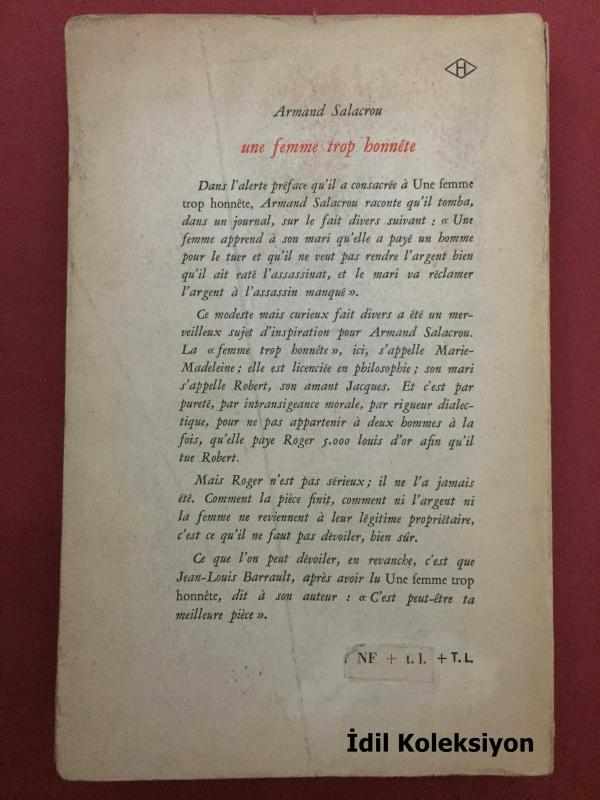 H
Armand Salacrou
une femme trop honnête
Dans l'alerte préface qu'il a consacrée à Une femme
trop honnête, Armand Salacrou raconte qu'il tomba,
dans un journal, sur le fait divers suivant : « Une
femme apprend à son mari qu'elle a payé un homme
pour le tuer et qu'il ne veut pas rendre l'argent bien
qu'il ait raté l'assassinat, et le mari va réclamer
l'argent à l'assassin manqué ».
Ce modeste mais curieux fait divers a été un mer-
veilleux sujet d'inspiration pour Armand Salacrou.
La « femme trop honnête », ici, s'appelle Marie-
Madeleine ; elle est licenciée en philosophie ; son mari
s'appelle Robert, son amant Jacques. Et c'est par
pureté, par intransigeance morale, par rigueur dialec-
tique, pour ne pas appartenir à deux hommes à la
fois, qu'elle paye Roger 5.000 louis d'or afin qu'il
tue Robert.
Mais Roger n'est pas sérieux ; il ne l'a jamais
été. Comment la pièce finit, comment ni l'argent ni
la femme ne reviennent à leur légitime propriétaire,
c'est ce qu'il ne faut pas dévoiler, bien sûr.
Ce que l'on peut dévoiler, en revanche, c'est que
Jean-Louis Barrault, après avoir lu Une femme trop
honnête, dit à son auteur : « C'est peut-être ta
meilleure pièce ».
NF + t. l. + T. L.
İdil Koleksiyon